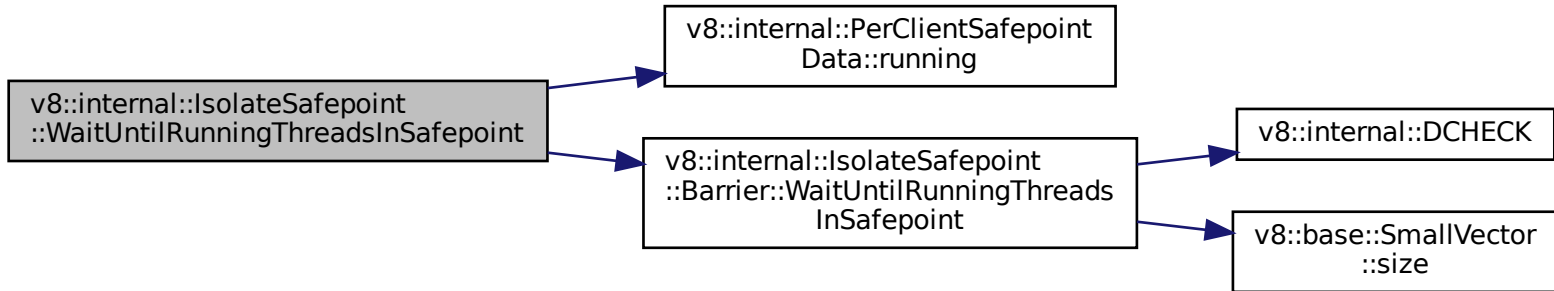 v8::internal::IsolateSafepoint
::WaitUntilRunningThreadsInSafepoint
v8::internal::PerClientSafepoint
Data::running
v8::internal::IsolateSafepoint
::Barrier::WaitUntilRunningThreads
InSafepoint
v8::internal::DCHECK
v8::base::SmallVector
::size